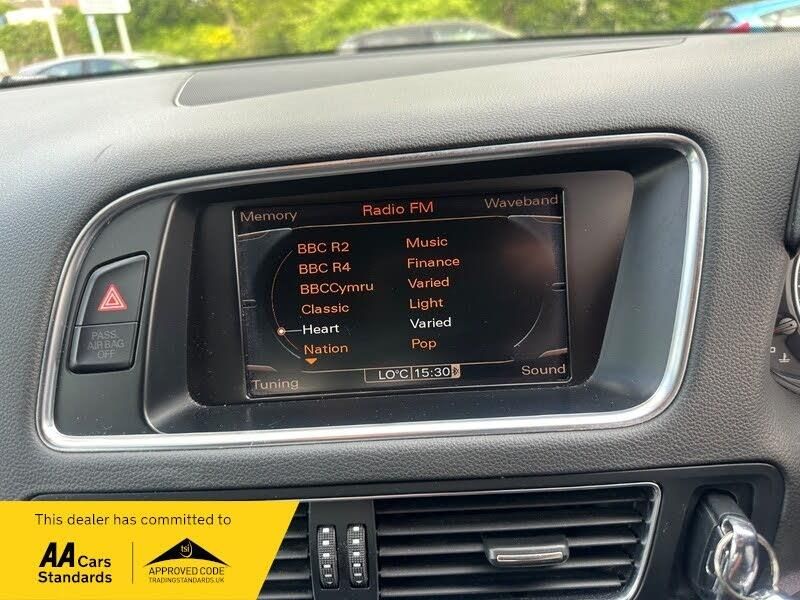 Memory
Radio FM
Waveband
BBC R2 Music
BBC R4 Finance
BBCCymru Varied
Classic Light
Heart Varied
Nation Pop
Tuning
LO°C 15:30
Sound
PASS.
AIR BAG
OFF
This dealer has committed to
AA Cars
Standards
tsi
APPROVED CODE
TRADINGSTANDARDS.UK